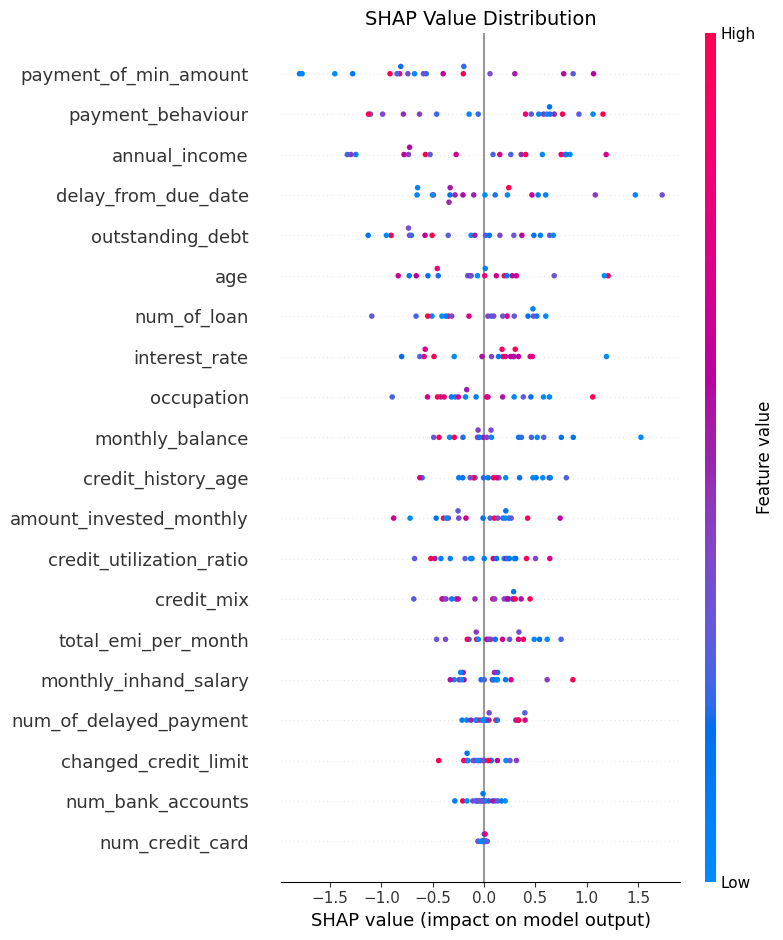 SHAP Value Distribution
High
payment_of_min_amount
payment_behaviour
annual_income
delay_from_due_date
outstanding_debt
age
num_of_loan
interest_rate
occupation
monthly_balance
credit_history_age
amount_invested_monthly
credit_utilization_ratio
credit_mix
total_emi_per_month
monthly_inhand_salary
num_of_delayed_payment
changed_credit_limit
num_bank_accounts
num_credit_card
Feature value
Low
−1.5 −1.0 −0.5 0.0 0.5 1.0 1.5
SHAP value (impact on model output)